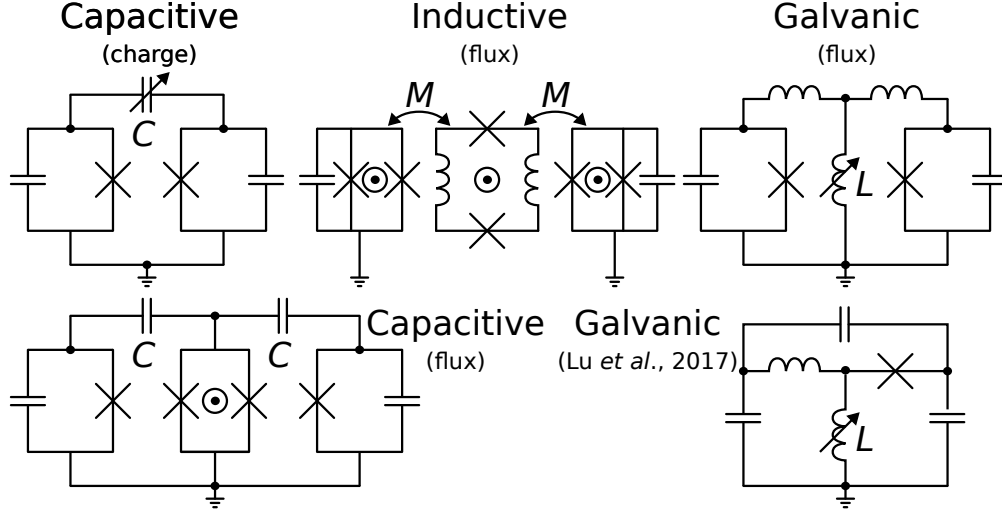 Capacitive
(charge)
Inductive
(flux)
Galvanic
(flux)
C
M
M
L
C
C
Capacitive
(flux)
Galvanic
(Lu et al., 2017)
L